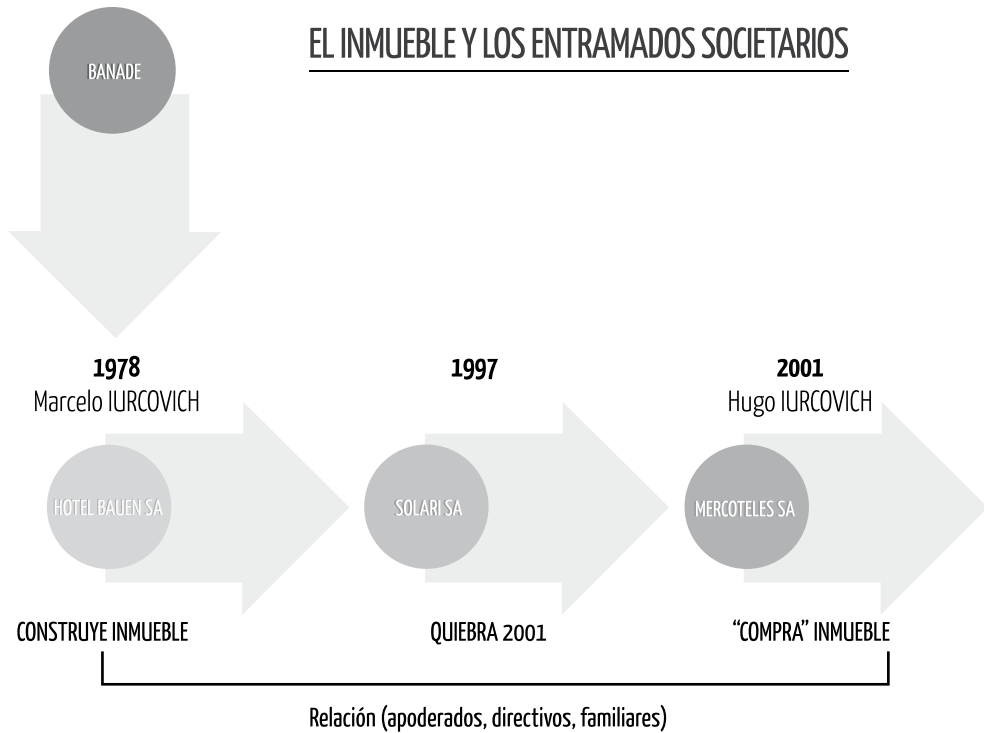 EL INMUEBLE Y LOS ENTRAMADOS SOCIETARIOS
BANADE
1978
Marcelo IURCOVICH
HOTEL BAUEN SA
CONSTRUYE INMUEBLE
1997
SOLARI SA
QUIEBRA 2001
2001
Hugo IURCOVICH
MERCOTELES SA
“COMPRA” INMUEBLE
Relación (apoderados, directivos, familiares)